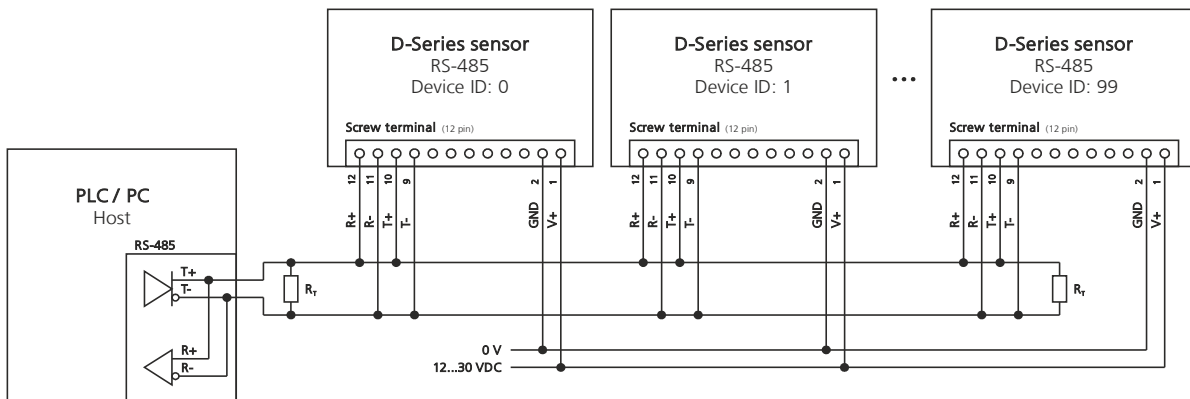 D-Series sensor
RS-485
Device ID: 0
Screw terminal (12 pin)
12 11 10 9 2 1
R+ R- T+ T- GND V+
D-Series sensor
RS-485
Device ID: 1
Screw terminal (12 pin)
12 11 10 9 2 1
R+ R- T+ T- GND V+
...
D-Series sensor
RS-485
Device ID: 99
Screw terminal (12 pin)
12 11 10 9 2 1
R+ R- T+ T- GND V+
PLC / PC
Host
RS-485
T+
T-
R+
R-
RT
RT
0 V
12...30 VDC